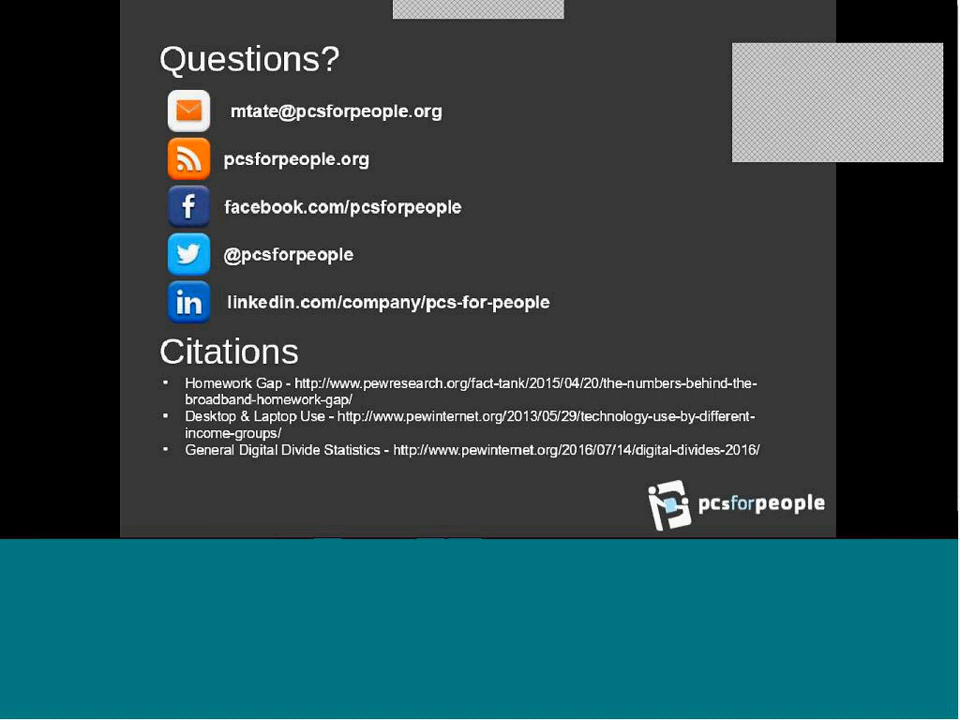 Questions?
mtate@pcsforpeople.org
pcsforpeople.org
facebook.com/pcsforpeople
@pcsforpeople
linkedin.com/company/pcs-for-people
Citations
Homework Gap - http://www.pewresearch.org/fact-tank/2015/04/20/the-numbers-behind-the-
broadband-homework-gap/
Desktop & Laptop Use - http://www.pewinternet.org/2013/05/29/technology-use-by-different-
income-groups/
General Digital Divide Statistics - http://www.pewinternet.org/2016/07/14/digital-divides-2016/
pcsforpeople